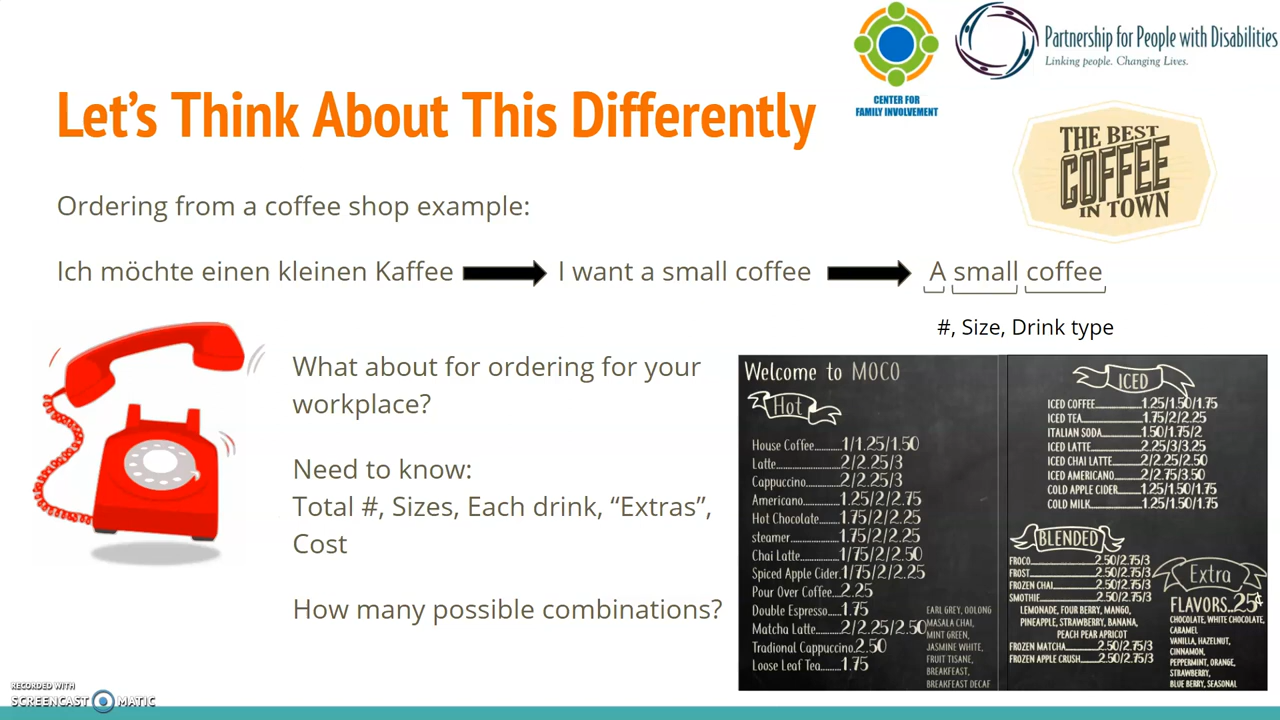 CENTER FOR
FAMILY INVOLVEMENT
Partnership for People with Disabilities
Linking people. Changing Lives.
Let's Think About This Differently
THE BEST
COFFEE
IN TOWN
Ordering from a coffee shop example:
Ich möchte einen kleinen Kaffee I want a small coffee A small coffee
#, Size, Drink type
What about for ordering for your
workplace?
Need to know:
Total #, Sizes, Each drink, “Extras”,
Cost
How many possible combinations?
Welcome to MOCO
Hot
House Coffee.......1/1.25/1.50
Latte.......................2/2.25/3
Cappuccino............2/2.25/3
Americano............1.25/2/2.75
Hot Chocolate.......1.75/2/2.25
steamer.................1.75/2/2.25
Chai Latte............1/75/2/2.50
Spiced Apple Cider.1/75/2/2.25
Pour Over Coffee...2.25
Double Espresso.....1.75
Matcha Latte.........2/2.25/2.50
Tradional Cappuccino.2.50
Loose Leaf Tea........1.75
EARL GREY, OOLONG
MASALA CHAI,
MINT GREEN,
JASMINE WHITE,
FRUIT TISANE,
BREAKFEAST,
BREAKFEAST DECAF
ICED
ICED COFFEE..............1.25/1.50/1.75
ICED TEA....................1.75/2/2.25
ITALIAN SODA............1.50/1.75/2
ICED LATTE................2.25/3/3.25
ICED CHAI LATTE........2/2.25/2.50
ICED AMERICANO........2/2.75/3.50
COLD APPLE CIDER......1.25/1.50/1.75
COLD MILK................1.25/1.50/1.75
BLENDED
FROCO.......................2.50/2.75/3
FROST.......................2.50/2.75/3
FROZEN CHAI..............2.50/2.75/3
SMOTHIE....................2.50/2.75/3
LEMONADE, FOUR BERRY, MANGO,
PINEAPPLE, STRAWBERRY, BANANA,
PEACH PEAR APRICOT
FROZEN MATCHA.........2.50/2.75/3
FROZEN APPLE CRUSH...2.50/2.75/3
Extra
FLAVORS..25¢
CHOCOLATE, WHITE CHOCOLATE,
CARAMEL
VANILLA, HAZELNUT,
CINNAMON,
PEPPERMINT, ORANGE,
STRAWBERRY,
BLUE BERRY, SEASONAL
RECORDED WITH
SCREENCAST MATIC